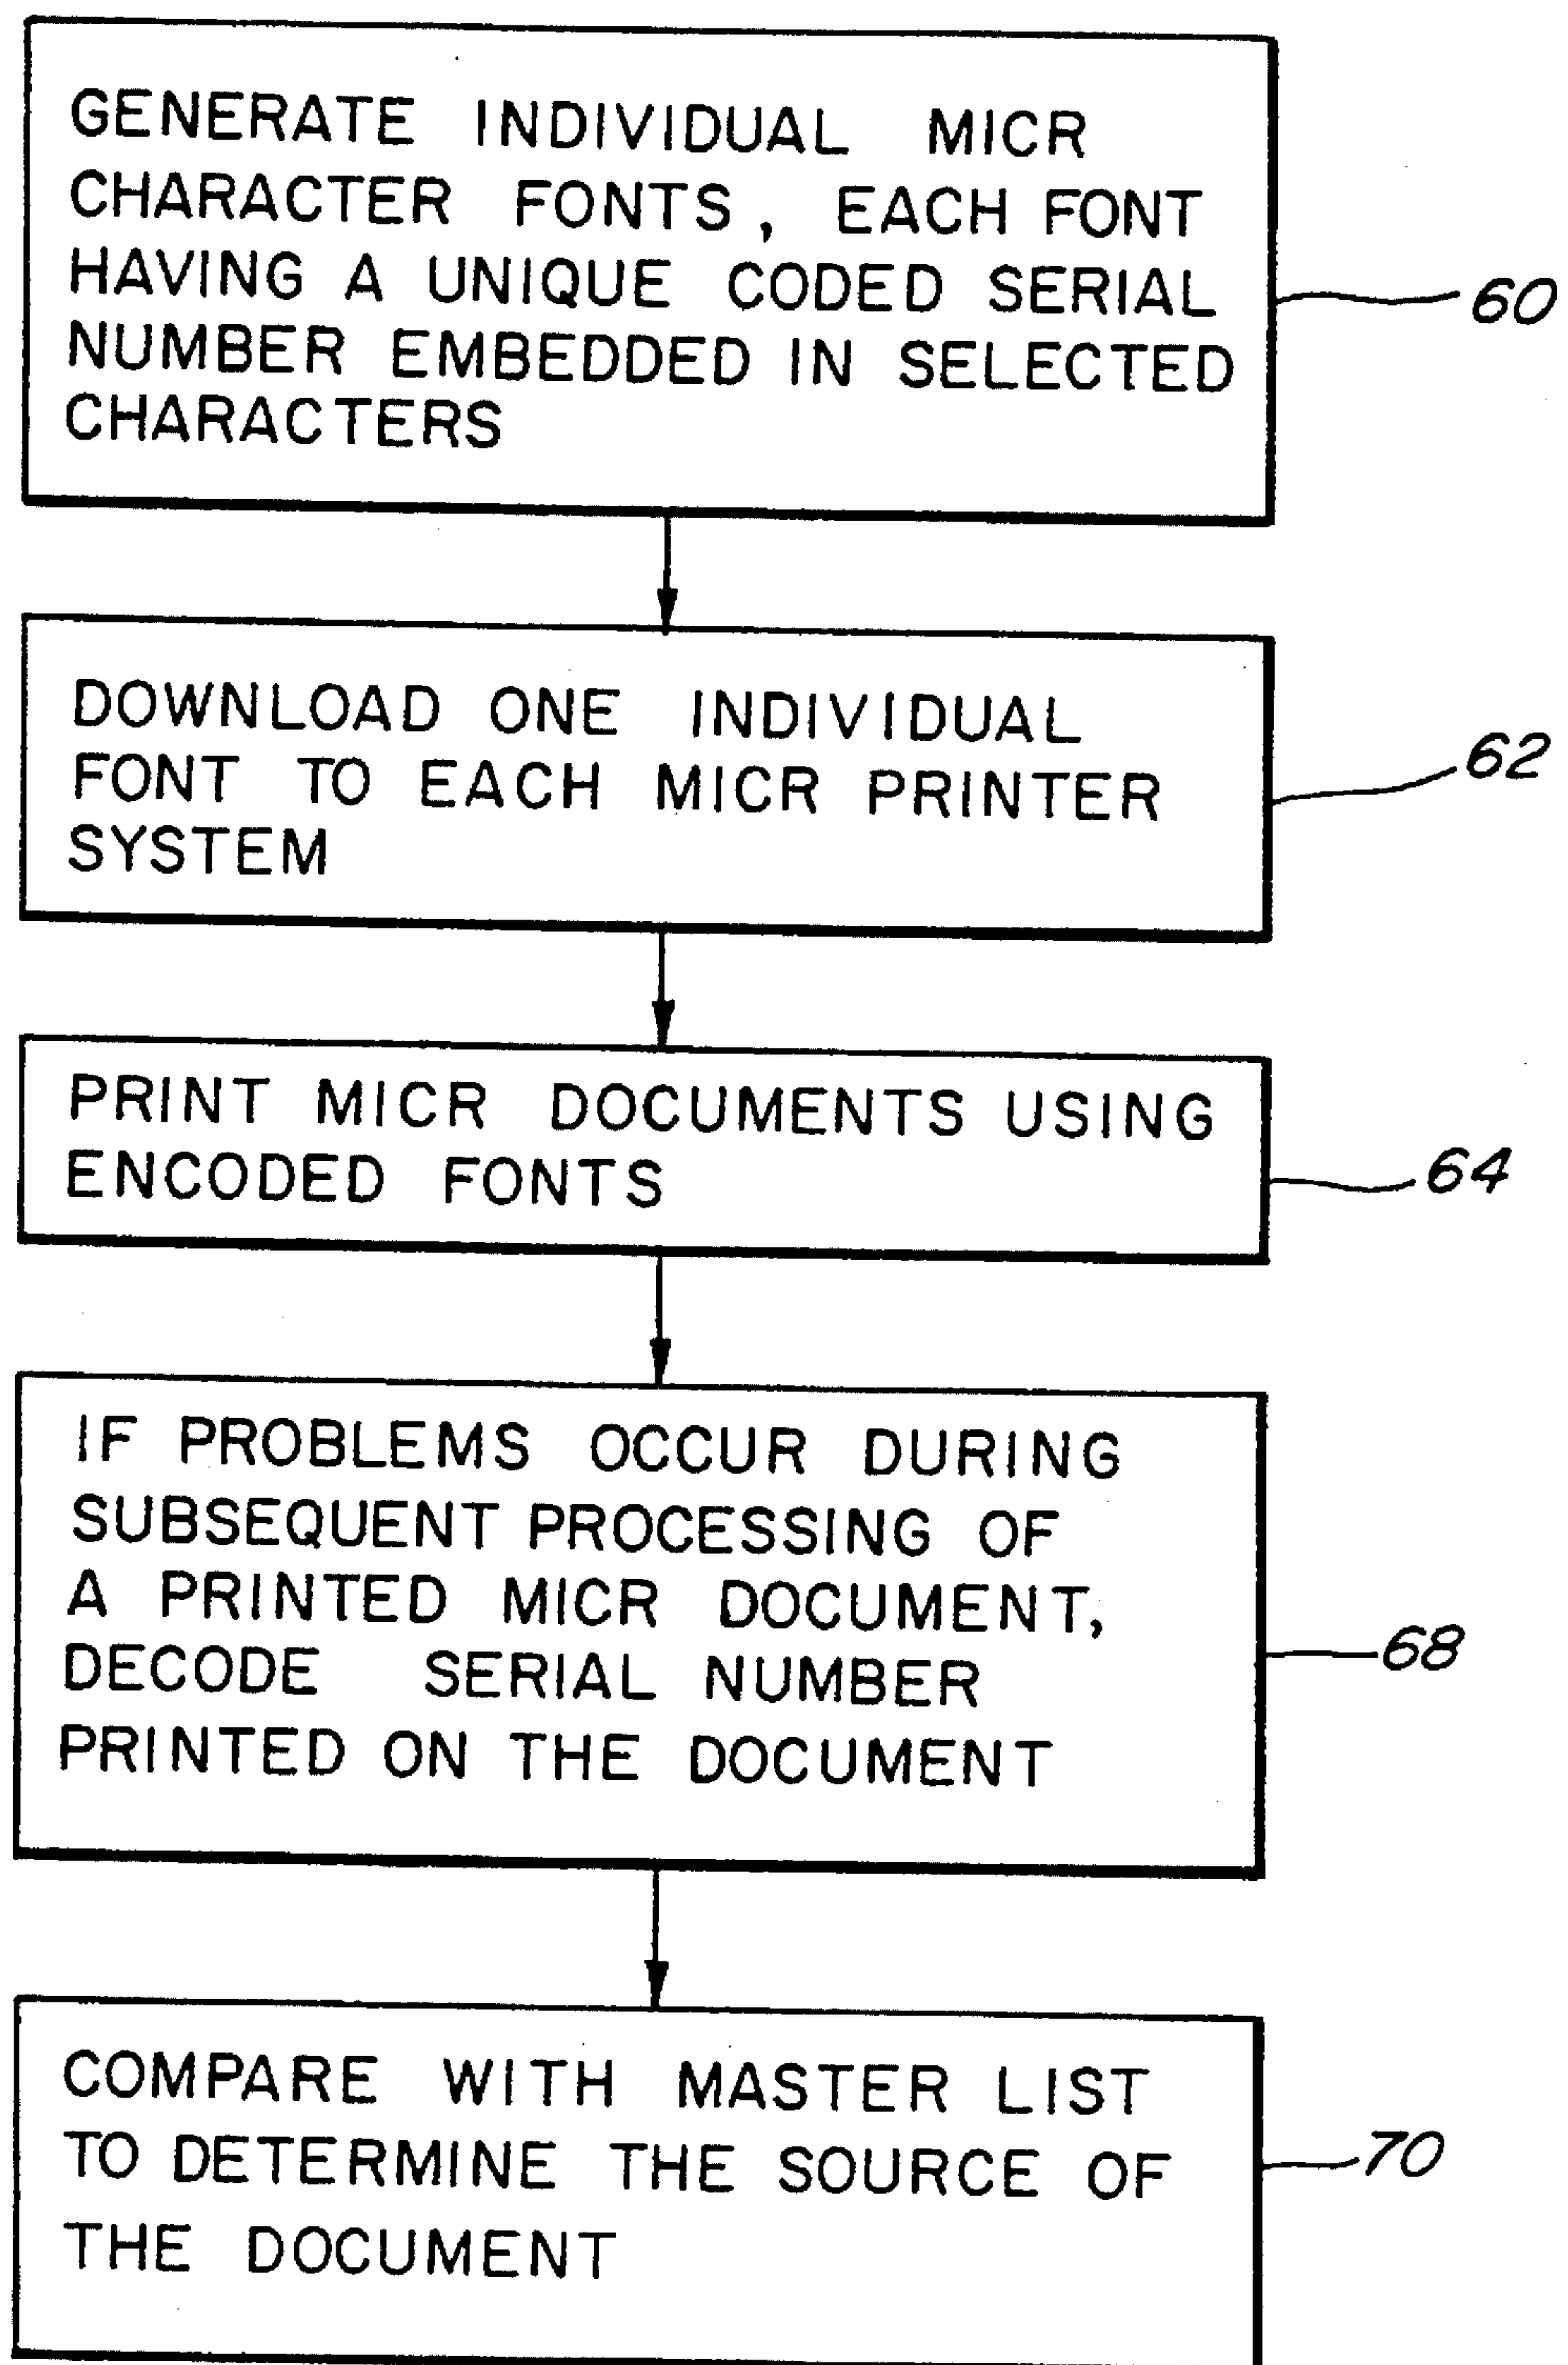 GENERATE INDIVIDUAL MICR
CHARACTER FONTS, EACH FONT
HAVING A UNIQUE CODED SERIAL
NUMBER EMBEDDED IN SELECTED
CHARACTERS
60
DOWNLOAD ONE INDIVIDUAL
FONT TO EACH MICR PRINTER
SYSTEM
62
PRINT MICR DOCUMENTS USING
ENCODED FONTS
64
IF PROBLEMS OCCUR DURING
SUBSEQUENT PROCESSING OF
A PRINTED MICR DOCUMENT,
DECODE SERIAL NUMBER
PRINTED ON THE DOCUMENT
68
COMPARE WITH MASTER LIST
TO DETERMINE THE SOURCE OF
THE DOCUMENT
70